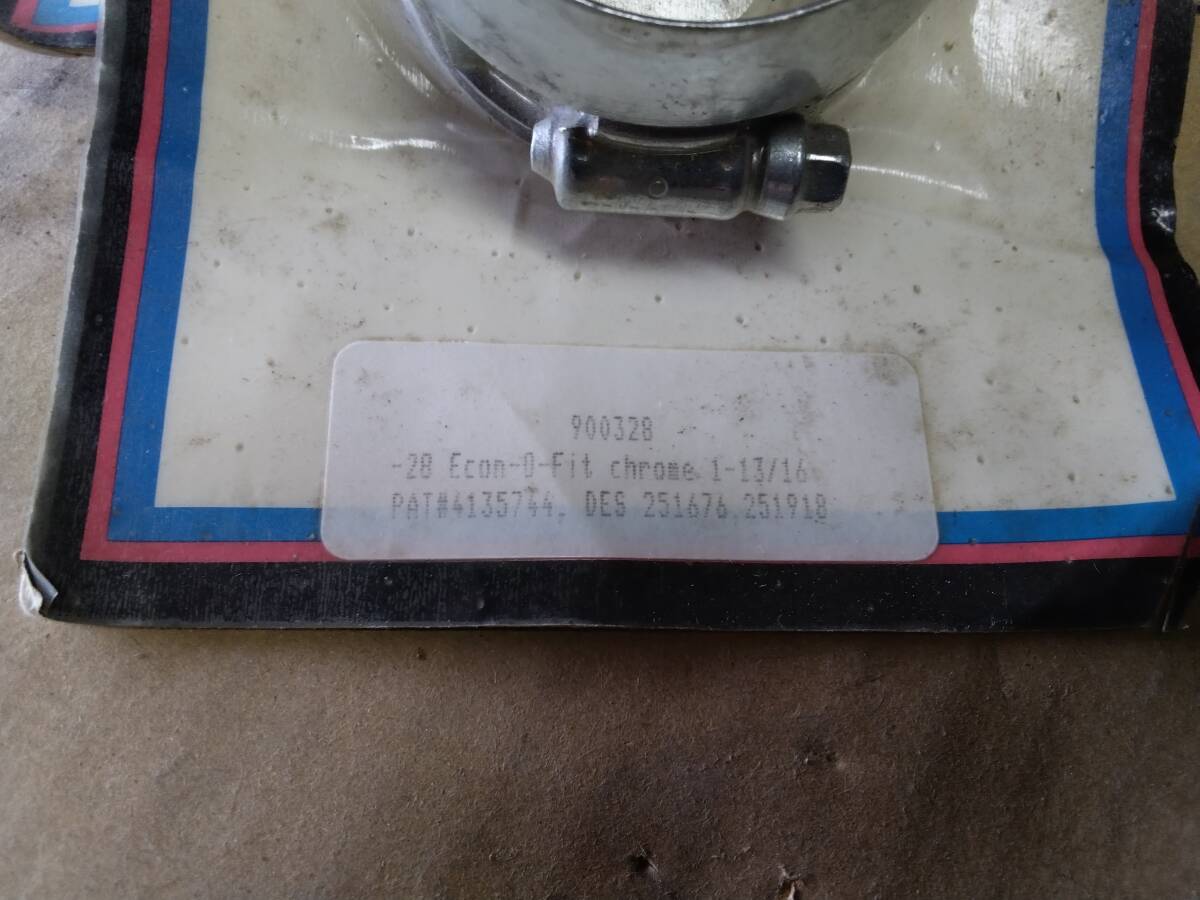 900328
-28 Econ-O-Fit chrome 1-13/16
PAT#4135744, DES 251676 251918